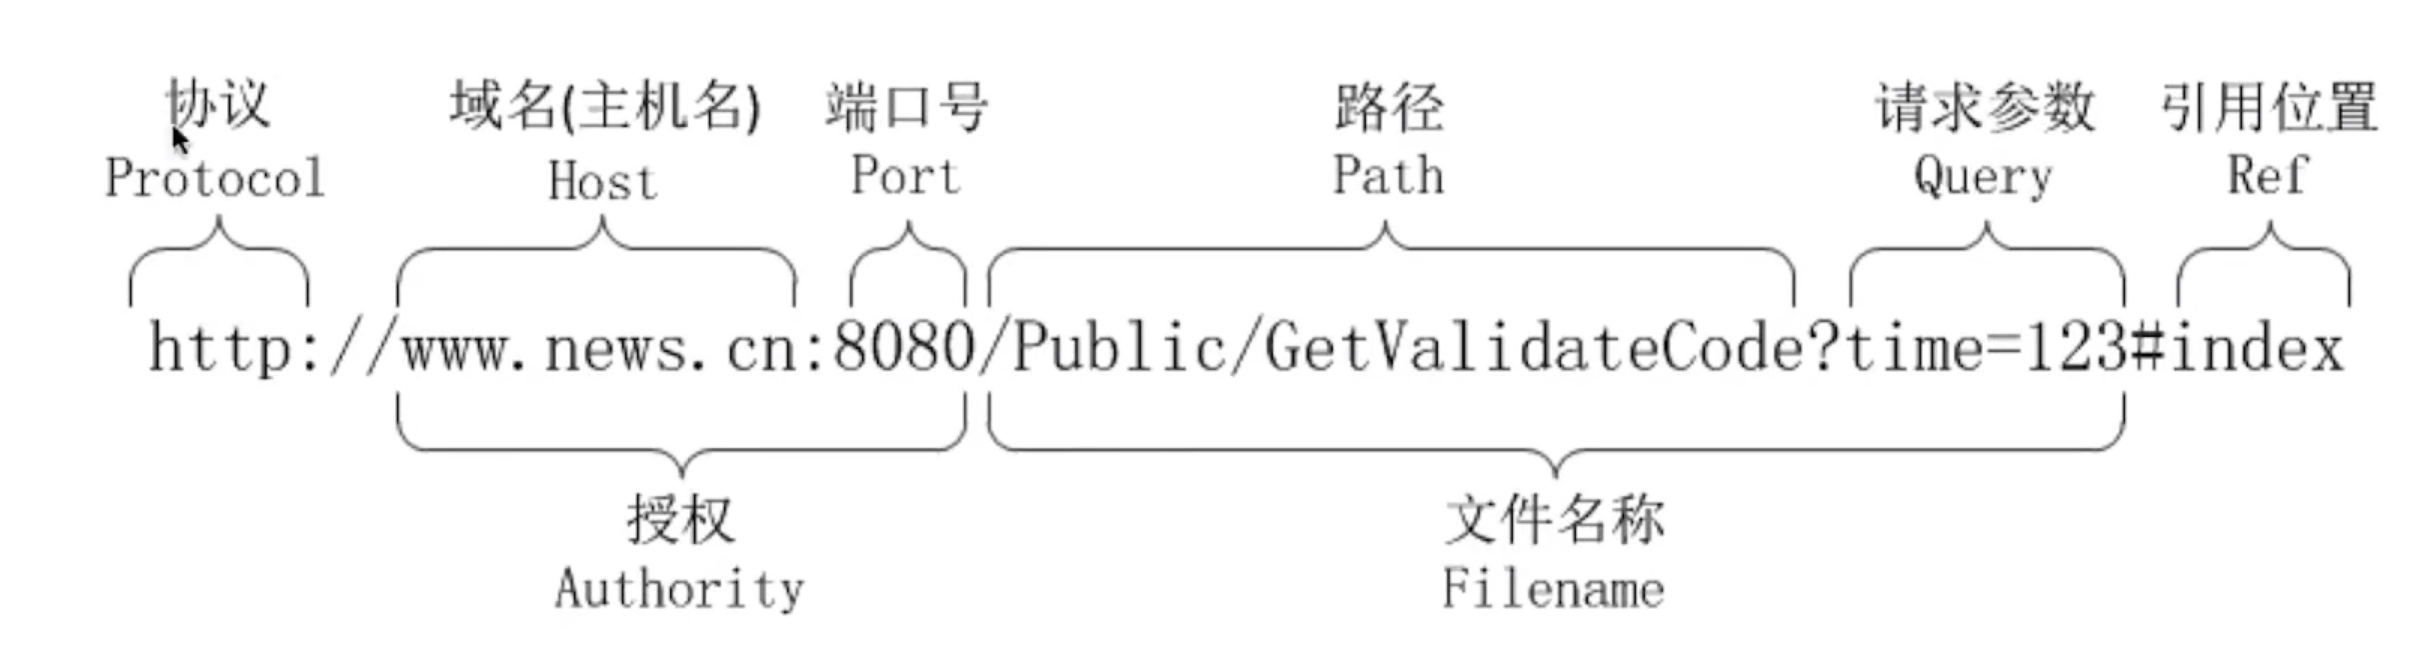 协议 域名(主机名) 端口号 路径 请求参数 引用位置
Protocol Host Port Path Query Ref
http://www.news.cn:8080/Public/GetValidateCode?time=123#index
授权 文件名称
Authority Filename